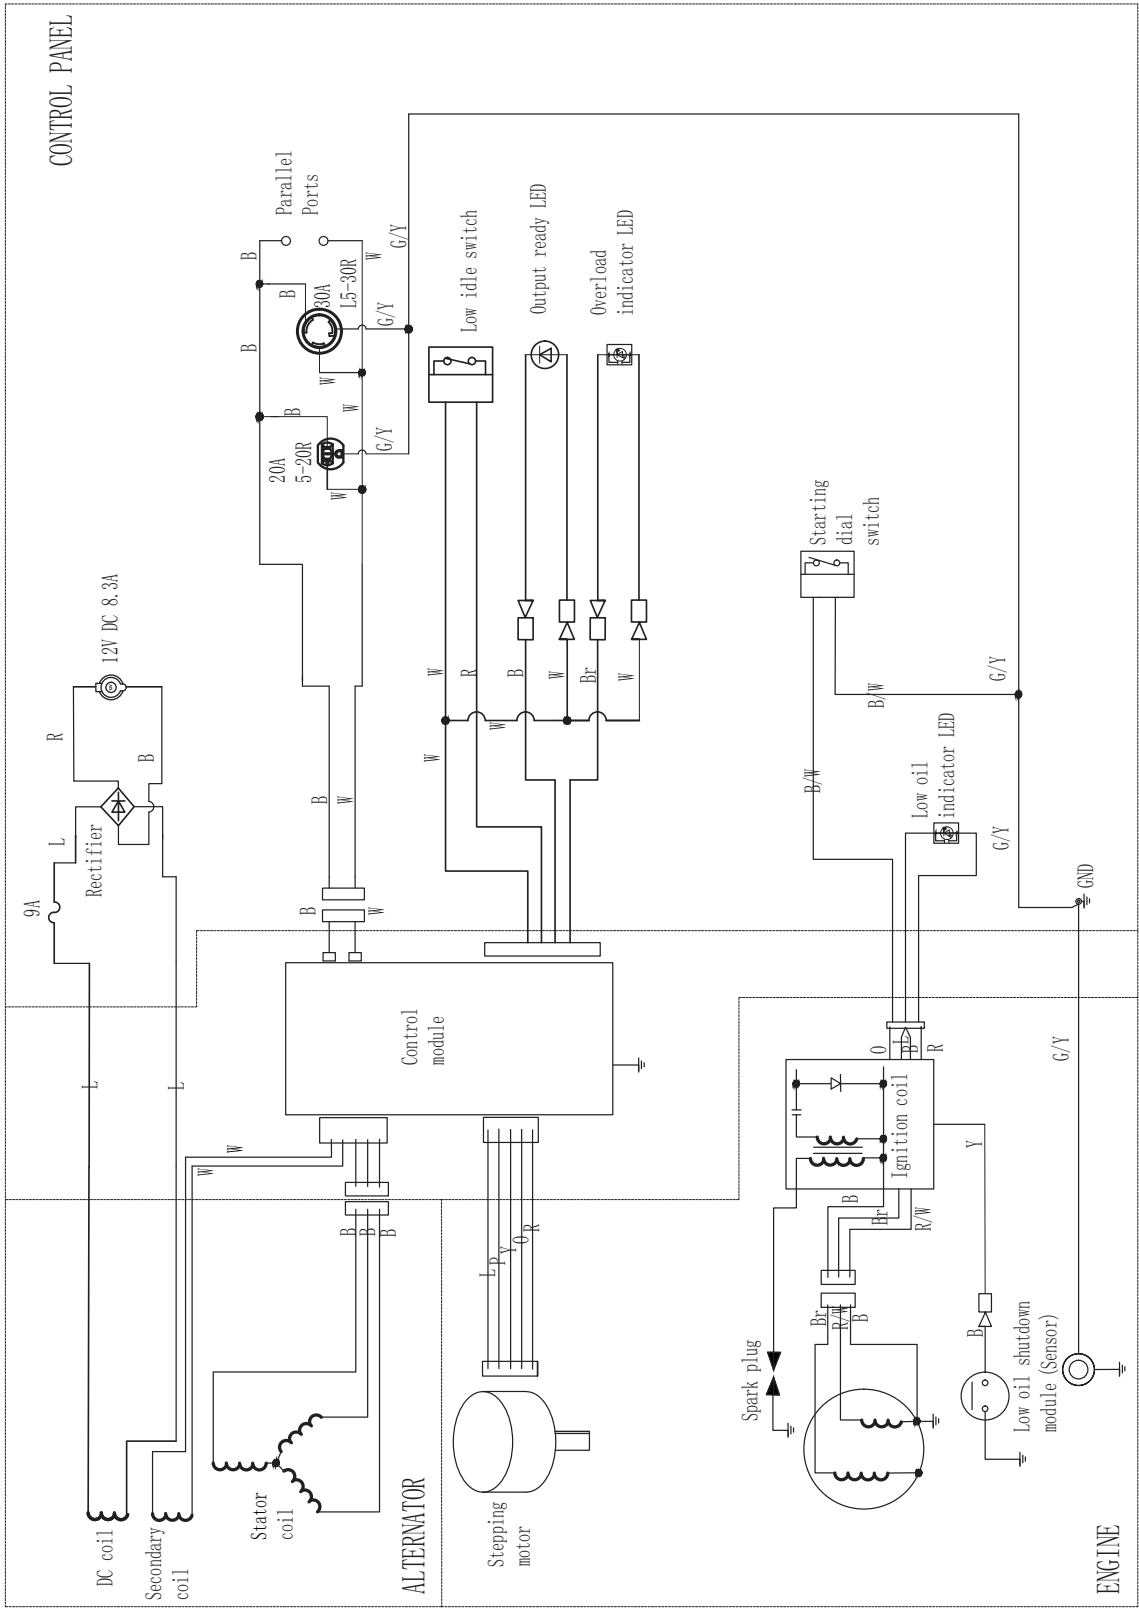 CONTROL PANEL
Parallel
Ports
B
B
B
30A
L5-30R
W
G/Y
G/Y
W
W
B
20A
5-20R
G/Y
W
Low idle switch
Output ready LED
Overload
indicator LED
12V DC 8.3A
R
B
L
Rectifier
9A
B
W
B
W
W
R
B
W
Br
W
W
W
Starting
dial
switch
B/W
B/W
G/Y
Low oil
indicator LED
G/Y
GND
G/Y
L
L
W
W
Control
module
B
B
B
L
P
Y
O
R
O
L
B
R
Ignition coil
Y
B
Br
R/W
Br
R/W
B
Spark plug
B
Low oil shutdown
module (Sensor)
DC coil
Secondary
coil
Stator
coil
ALTERNATOR
Stepping
motor
ENGINE